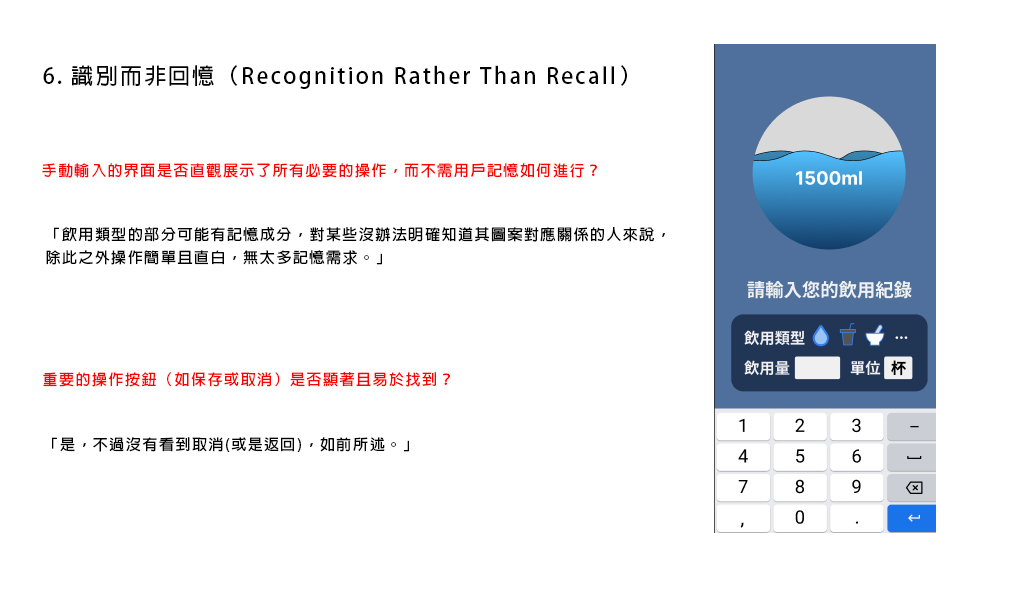 6. 識別而非回憶（Recognition Rather Than Recall）
手動輸入的界面是否直觀展示了所有必要的操作，而不需用戶記憶如何進行？
「飲用類型的部分可能有記憶成分，對某些沒辦法明確知道其圖案對應關係的人來說，
除此之外操作簡單且直白，無太多記憶需求。」
重要的操作按鈕（如保存或取消）是否顯著且易於找到？
「是，不過沒有看到取消(或是返回)，如前所述。」
1500ml
請輸入您的飲用紀錄
飲用類型 ...
飲用量 單位 杯
1 2 3 −
4 5 6
7 8 9
, 0 .